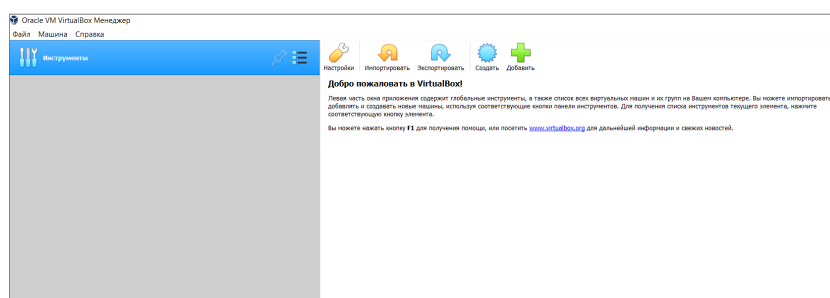 Oracle VM VirtualBox Менеджер
Файл Машина Справка
Инструменты
Настройки Импортировать Экспортировать Создать Добавить
Добро пожаловать в VirtualBox!
Левая часть окна приложения содержит глобальные инструменты, а также список всех виртуальных машин и их групп на Вашем компьютере. Вы можете импортировать,
добавлять и создавать новые машины, используя соответствующие кнопки панели инструментов. Для получения списка инструментов текущего элемента, нажмите
соответствующую кнопку элемента.
Вы можете нажать кнопку F1 для получения помощи, или посетить www.virtualbox.org для дальнейшей информации и свежих новостей.